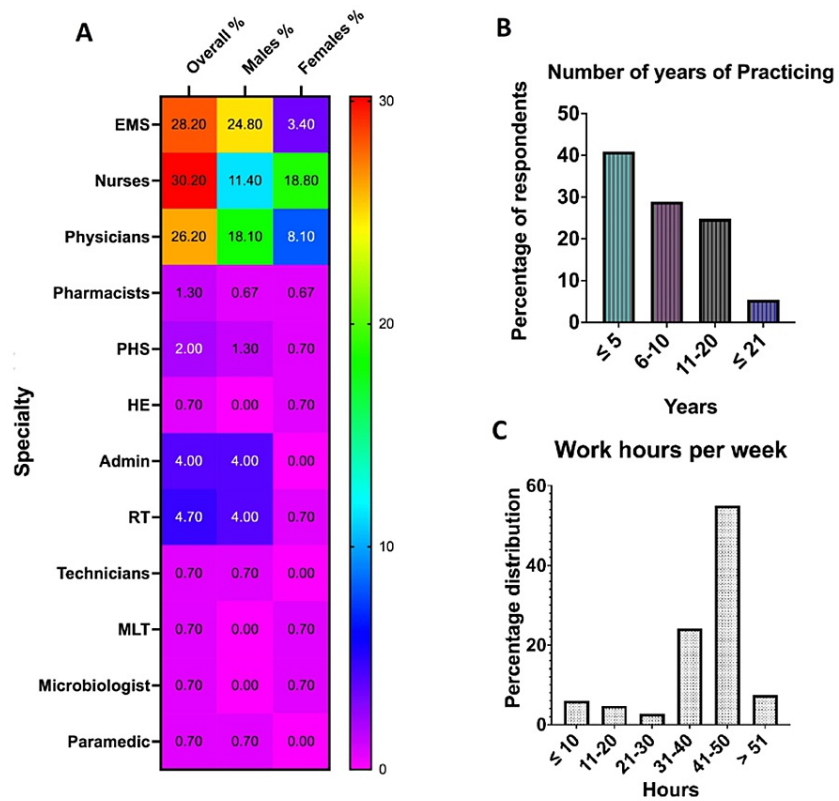 A
Overall % Males % Females %
Specialty
EMS 28.20 24.80 3.40
Nurses 30.20 11.40 18.80
Physicians 26.20 18.10 8.10
Pharmacists 1.30 0.67 0.67
PHS 2.00 1.30 0.70
HE 0.70 0.00 0.70
Admin 4.00 4.00 0.00
RT 4.70 4.00 0.70
Technicians 0.70 0.70 0.00
MLT 0.70 0.00 0.70
Microbiologist 0.70 0.00 0.70
Paramedic 0.70 0.70 0.00
30
20
10
0
B
Number of years of Practicing
Percentage of respondents
50
40
30
20
10
0
≤ 5 6-10 11-20 ≤ 21
Years
C
Work hours per week
Percentage distribution
60
40
20
0
≤ 10 11-20 21-30 31-40 41-50 > 51
Hours